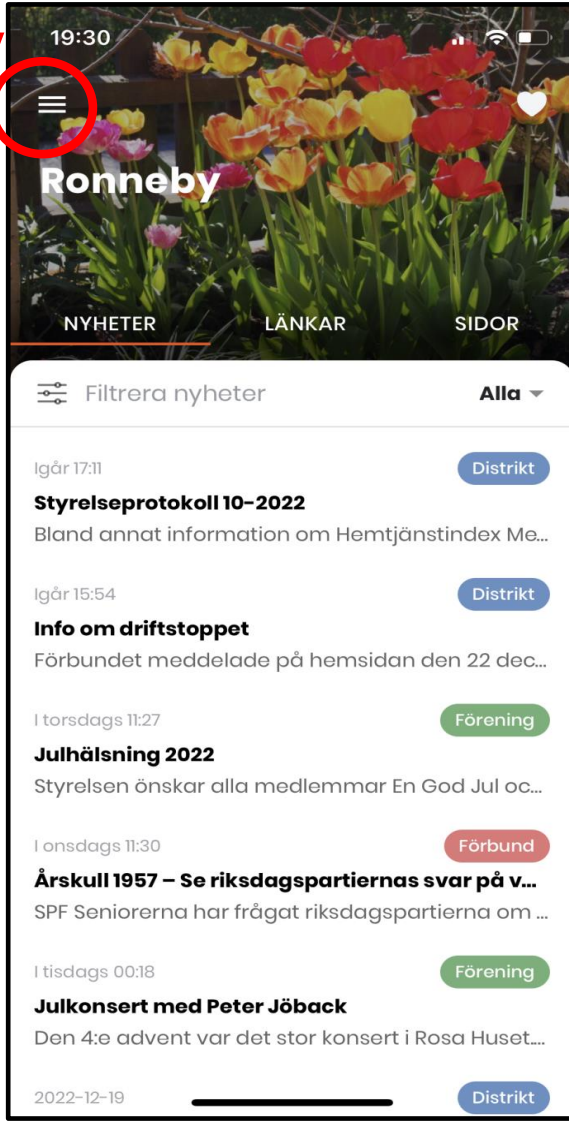 19:30
Ronneby
NYHETER LÄNKAR SIDOR
Filtrera nyheter Alla
Igår 17:11 Distrikt
Styrelseprotokoll 10-2022
Bland annat information om Hemtjänstindex Me...
Igår 15:54 Distrikt
Info om driftstoppet
Förbundet meddelade på hemsidan den 22 dec...
I torsdags 11:27 Förening
Julhälsning 2022
Styrelsen önskar alla medlemmar En God Jul oc...
I onsdags 11:30 Förbund
Årskull 1957 – Se riksdagspartiernas svar på v...
SPF Seniorerna har frågat riksdagspartierna om ...
I tisdags 00:18 Förening
Julkonsert med Peter Jöback
Den 4:e advent var det stor konsert i Rosa Huset....
2022-12-19 Distrikt